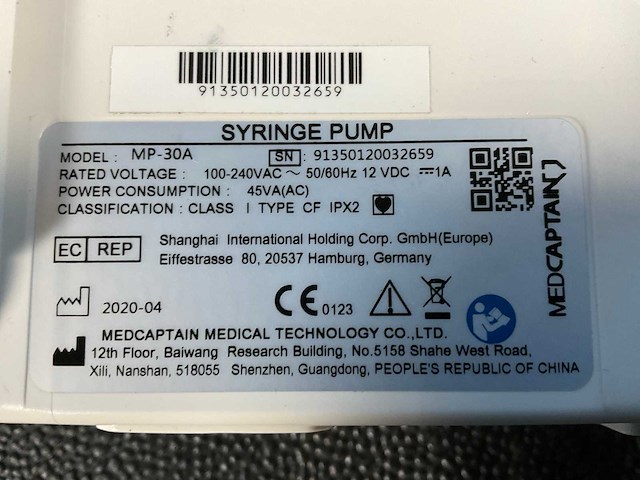 91350120032659
SYRINGE PUMP
MODEL : MP-30A SN : 91350120032659
RATED VOLTAGE : 100-240VAC ~ 50/60Hz 12 VDC ⎓1A
POWER CONSUMPTION : 45VA(AC)
CLASSIFICATION : CLASS I TYPE CF IPX2
EC REP Shanghai International Holding Corp. GmbH(Europe)
Eiffestrasse 80, 20537 Hamburg, Germany
MEDCAPTAIN
2020-04 CE 0123
MEDCAPTAIN MEDICAL TECHNOLOGY CO.,LTD.
12th Floor, Baiwang Research Building, No.5158 Shahe West Road,
Xili, Nanshan, 518055 Shenzhen, Guangdong, PEOPLE'S REPUBLIC OF CHINA